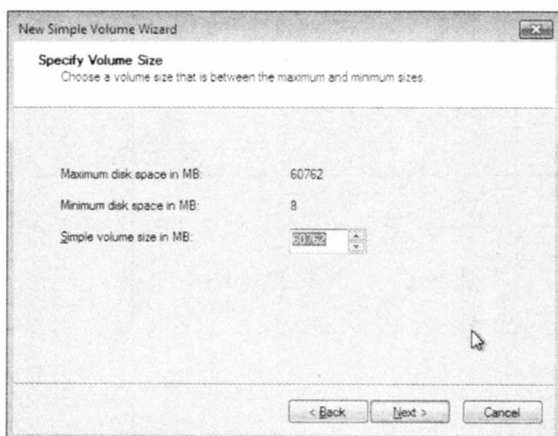 New Simple Volume Wizard
Specify Volume Size
Choose a volume size that is between the maximum and minimum sizes.
Maximum disk space in MB: 60762
Minimum disk space in MB: 8
Simple volume size in MB: 60762
< Back Next > Cancel